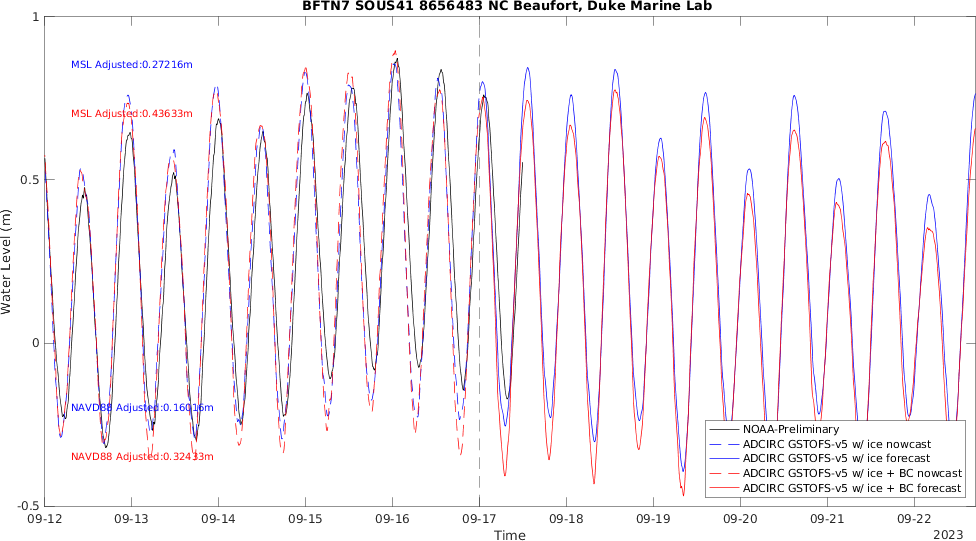 BFTN7 SOUS41 8656483 NC Beaufort, Duke Marine Lab
1
0.5
0
-0.5
Water Level (m)
MSL Adjusted:0.27216m
MSL Adjusted:0.43633m
NAVD88 Adjusted:0.16016m
NAVD88 Adjusted:0.32433m
NOAA-Preliminary
ADCIRC GSTOFS-v5 w/ ice nowcast
ADCIRC GSTOFS-v5 w/ ice forecast
ADCIRC GSTOFS-v5 w/ ice + BC nowcast
ADCIRC GSTOFS-v5 w/ ice + BC forecast
09-12 09-13 09-14 09-15 09-16 09-17 09-18 09-19 09-20 09-21 09-22
Time
2023